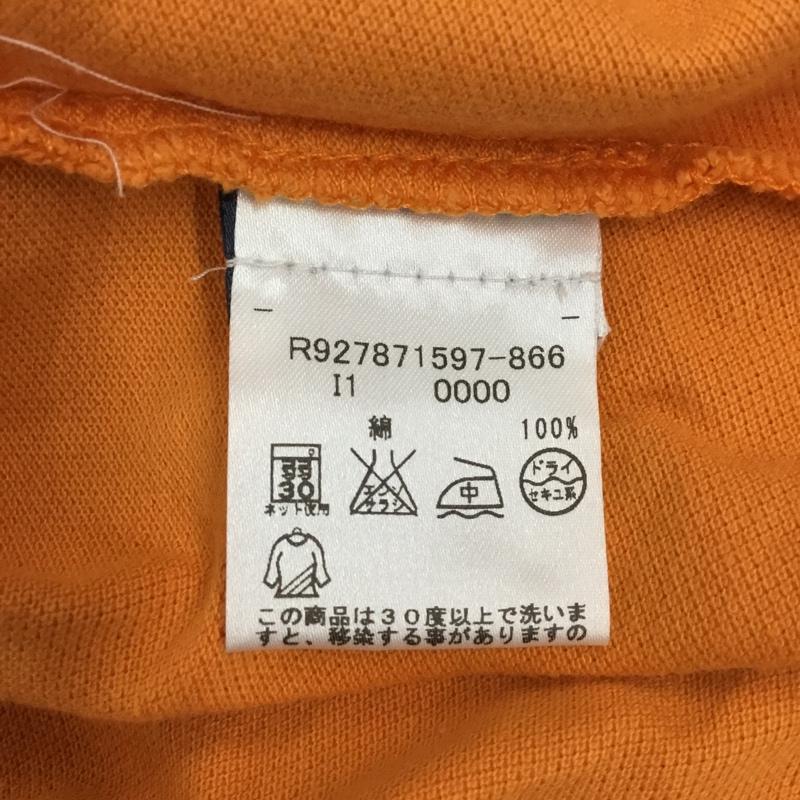 R927871597-866
I1 0000
綿 100%
弱
30
ネット使用
エンソ
サラシ
中
ドライ
セキユ系
この商品は30度以上で洗いま
すと、移染する事がありますの